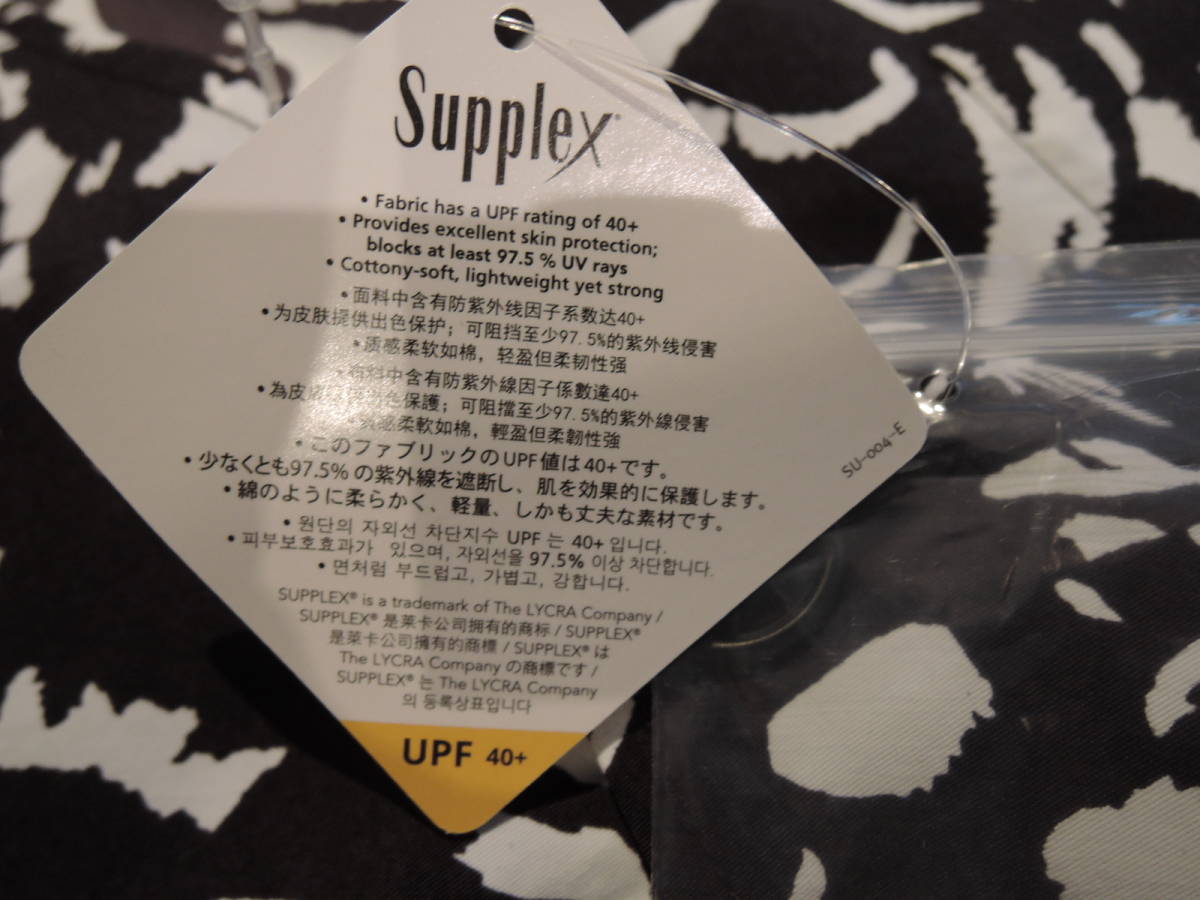 Supplex®
• Fabric has a UPF rating of 40+
• Provides excellent skin protection;
blocks at least 97.5 % UV rays
• Cottony-soft, lightweight yet strong
• 面料中含有防紫外线因子系数达40+
• 为皮肤提供出色保护；可阻挡至少97.5%的紫外线侵害
• 质感柔软如棉，轻盈但柔韧性强
料中含有防紫外線因子係數達40+
• 為皮 色保護；可阻擋至少97.5%的紫外線侵害
感柔軟如棉，輕盈但柔韌性強
• このファブリックのUPF値は40+です。
• 少なくとも97.5%の紫外線を遮断し、肌を効果的に保護します。
• 綿のように柔らかく、軽量、しかも丈夫な素材です。
• 원단의 자외선 차단지수 UPF 는 40+ 입니다.
• 피부보호효과가 있으며, 자외선을 97.5% 이상 차단합니다.
• 면처럼 부드럽고, 가볍고, 강합니다.
SUPPLEX® is a trademark of The LYCRA Company /
SUPPLEX® 是莱卡公司拥有的商标 / SUPPLEX®
是萊卡公司擁有的商標 / SUPPLEX® は
The LYCRA Company の商標です /
SUPPLEX® 는 The LYCRA Company
의 등록상표입니다
UPF 40+
SU-004-E